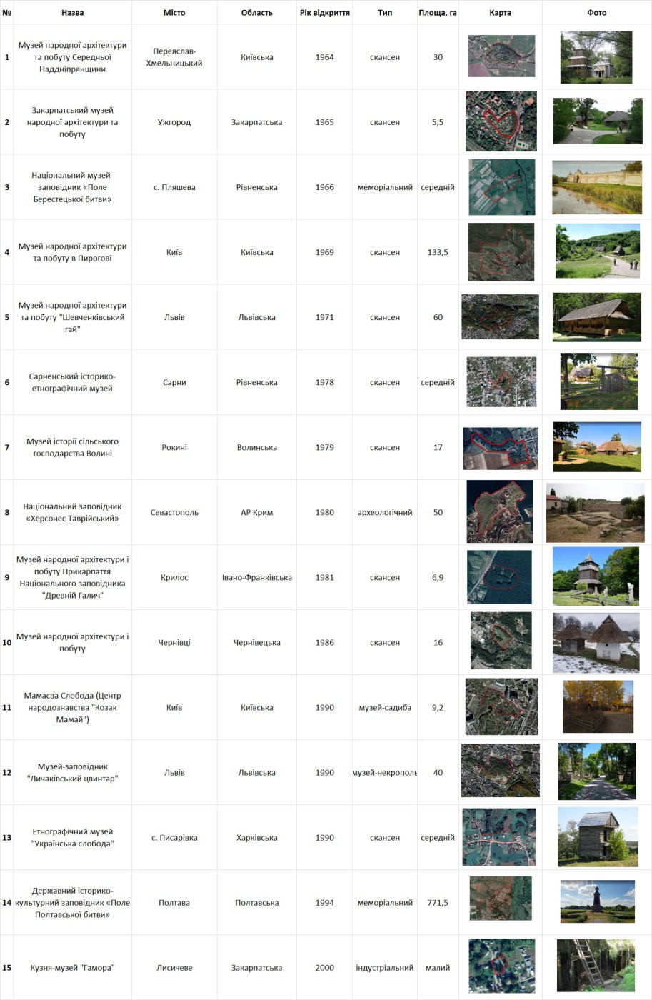 № Назва Місто Область Рік відкриття Тип Площа, га Карта Фото
Музей народної архітектури
та побуту Середньої
Наддніпрянщини
1 Переяслав-
Хмельницький Київська 1964 скансен 30
Закарпатський музей
народної архітектури та
побуту
2 Ужгород Закарпатська 1965 скансен 5,5
Національний музей-
заповідник «Поле
Берестецької битви»
3 с. Пляшева Рівненська 1966 меморіальний середній
Музей народної архітектури
та побуту в Пирогові
4 Київ Київська 1969 скансен 133,5
Музей народної архітектури
та побуту "Шевченківський
гай"
5 Львів Львівська 1971 скансен 60
Сарненський історико-
етнографічний музей
6 Сарни Рівненська 1978 скансен середній
Музей історії сільського
господарства Волині
7 Рокині Волинська 1979 скансен 17
Національний заповідник
«Херсонес Таврійський»
8 Севастополь АР Крим 1980 археологічний 50
Музей народної архітектури і
побуту Прикарпаття
Національного заповідника
"Древній Галич"
9 Крилос Івано-Франківська 1981 скансен 6,9
Музей народної архітектури і
побуту
10 Чернівці Чернівецька 1986 скансен 16
Мамаєва Слобода (Центр
народознавства "Козак
Мамай")
11 Київ Київська 1990 музей-садиба 9,2
Музей-заповідник
"Личаківський цвинтар"
12 Львів Львівська 1990 музей-некрополь 40
Етнографічний музей
"Українська слобода"
13 с. Писарівка Харківська 1990 скансен середній
Державний історико-
культурний заповідник «Поле
Полтавської битви»
14 Полтава Полтавська 1994 меморіальний 771,5
15 Кузня-музей "Гамора" Лисичеве Закарпатська 2000 індустріальний малий